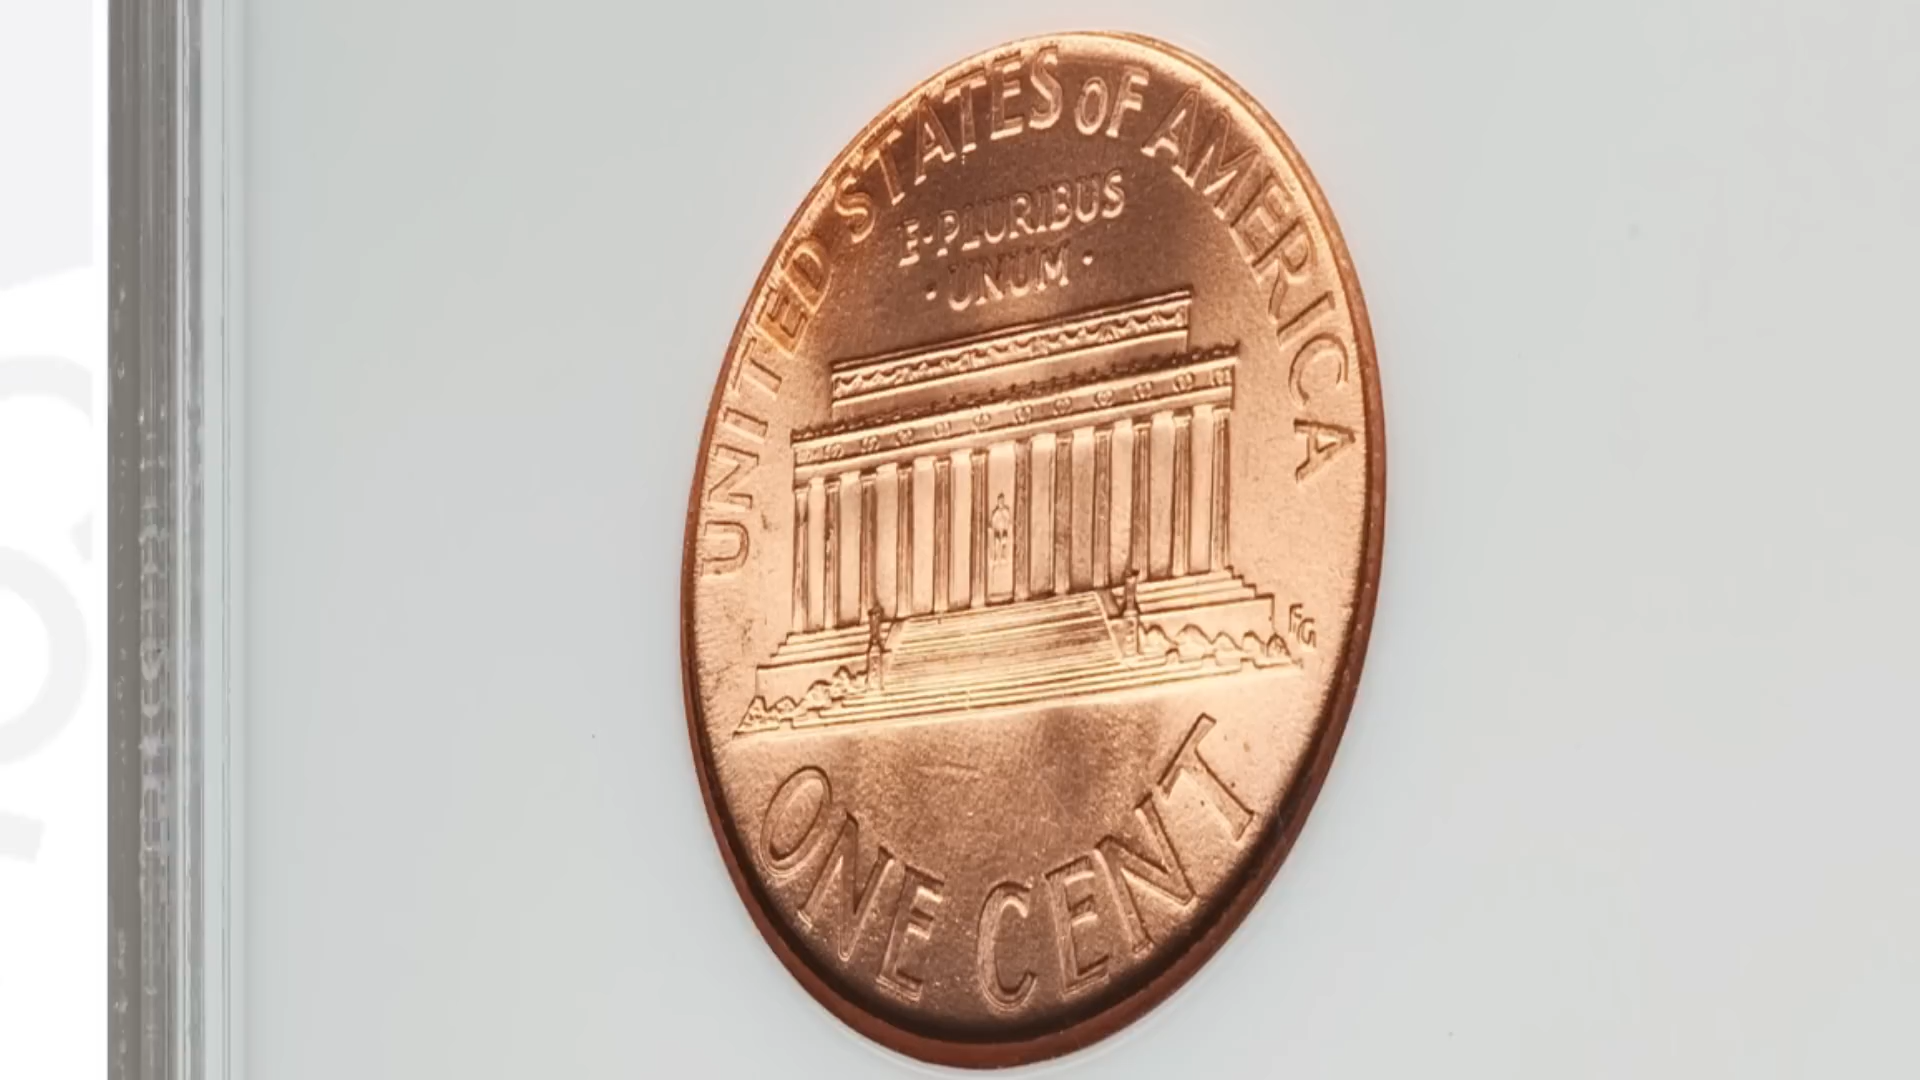 UNITED STATES OF AMERICA
E·PLURIBUS
·UNUM·
FG
ONE CENT